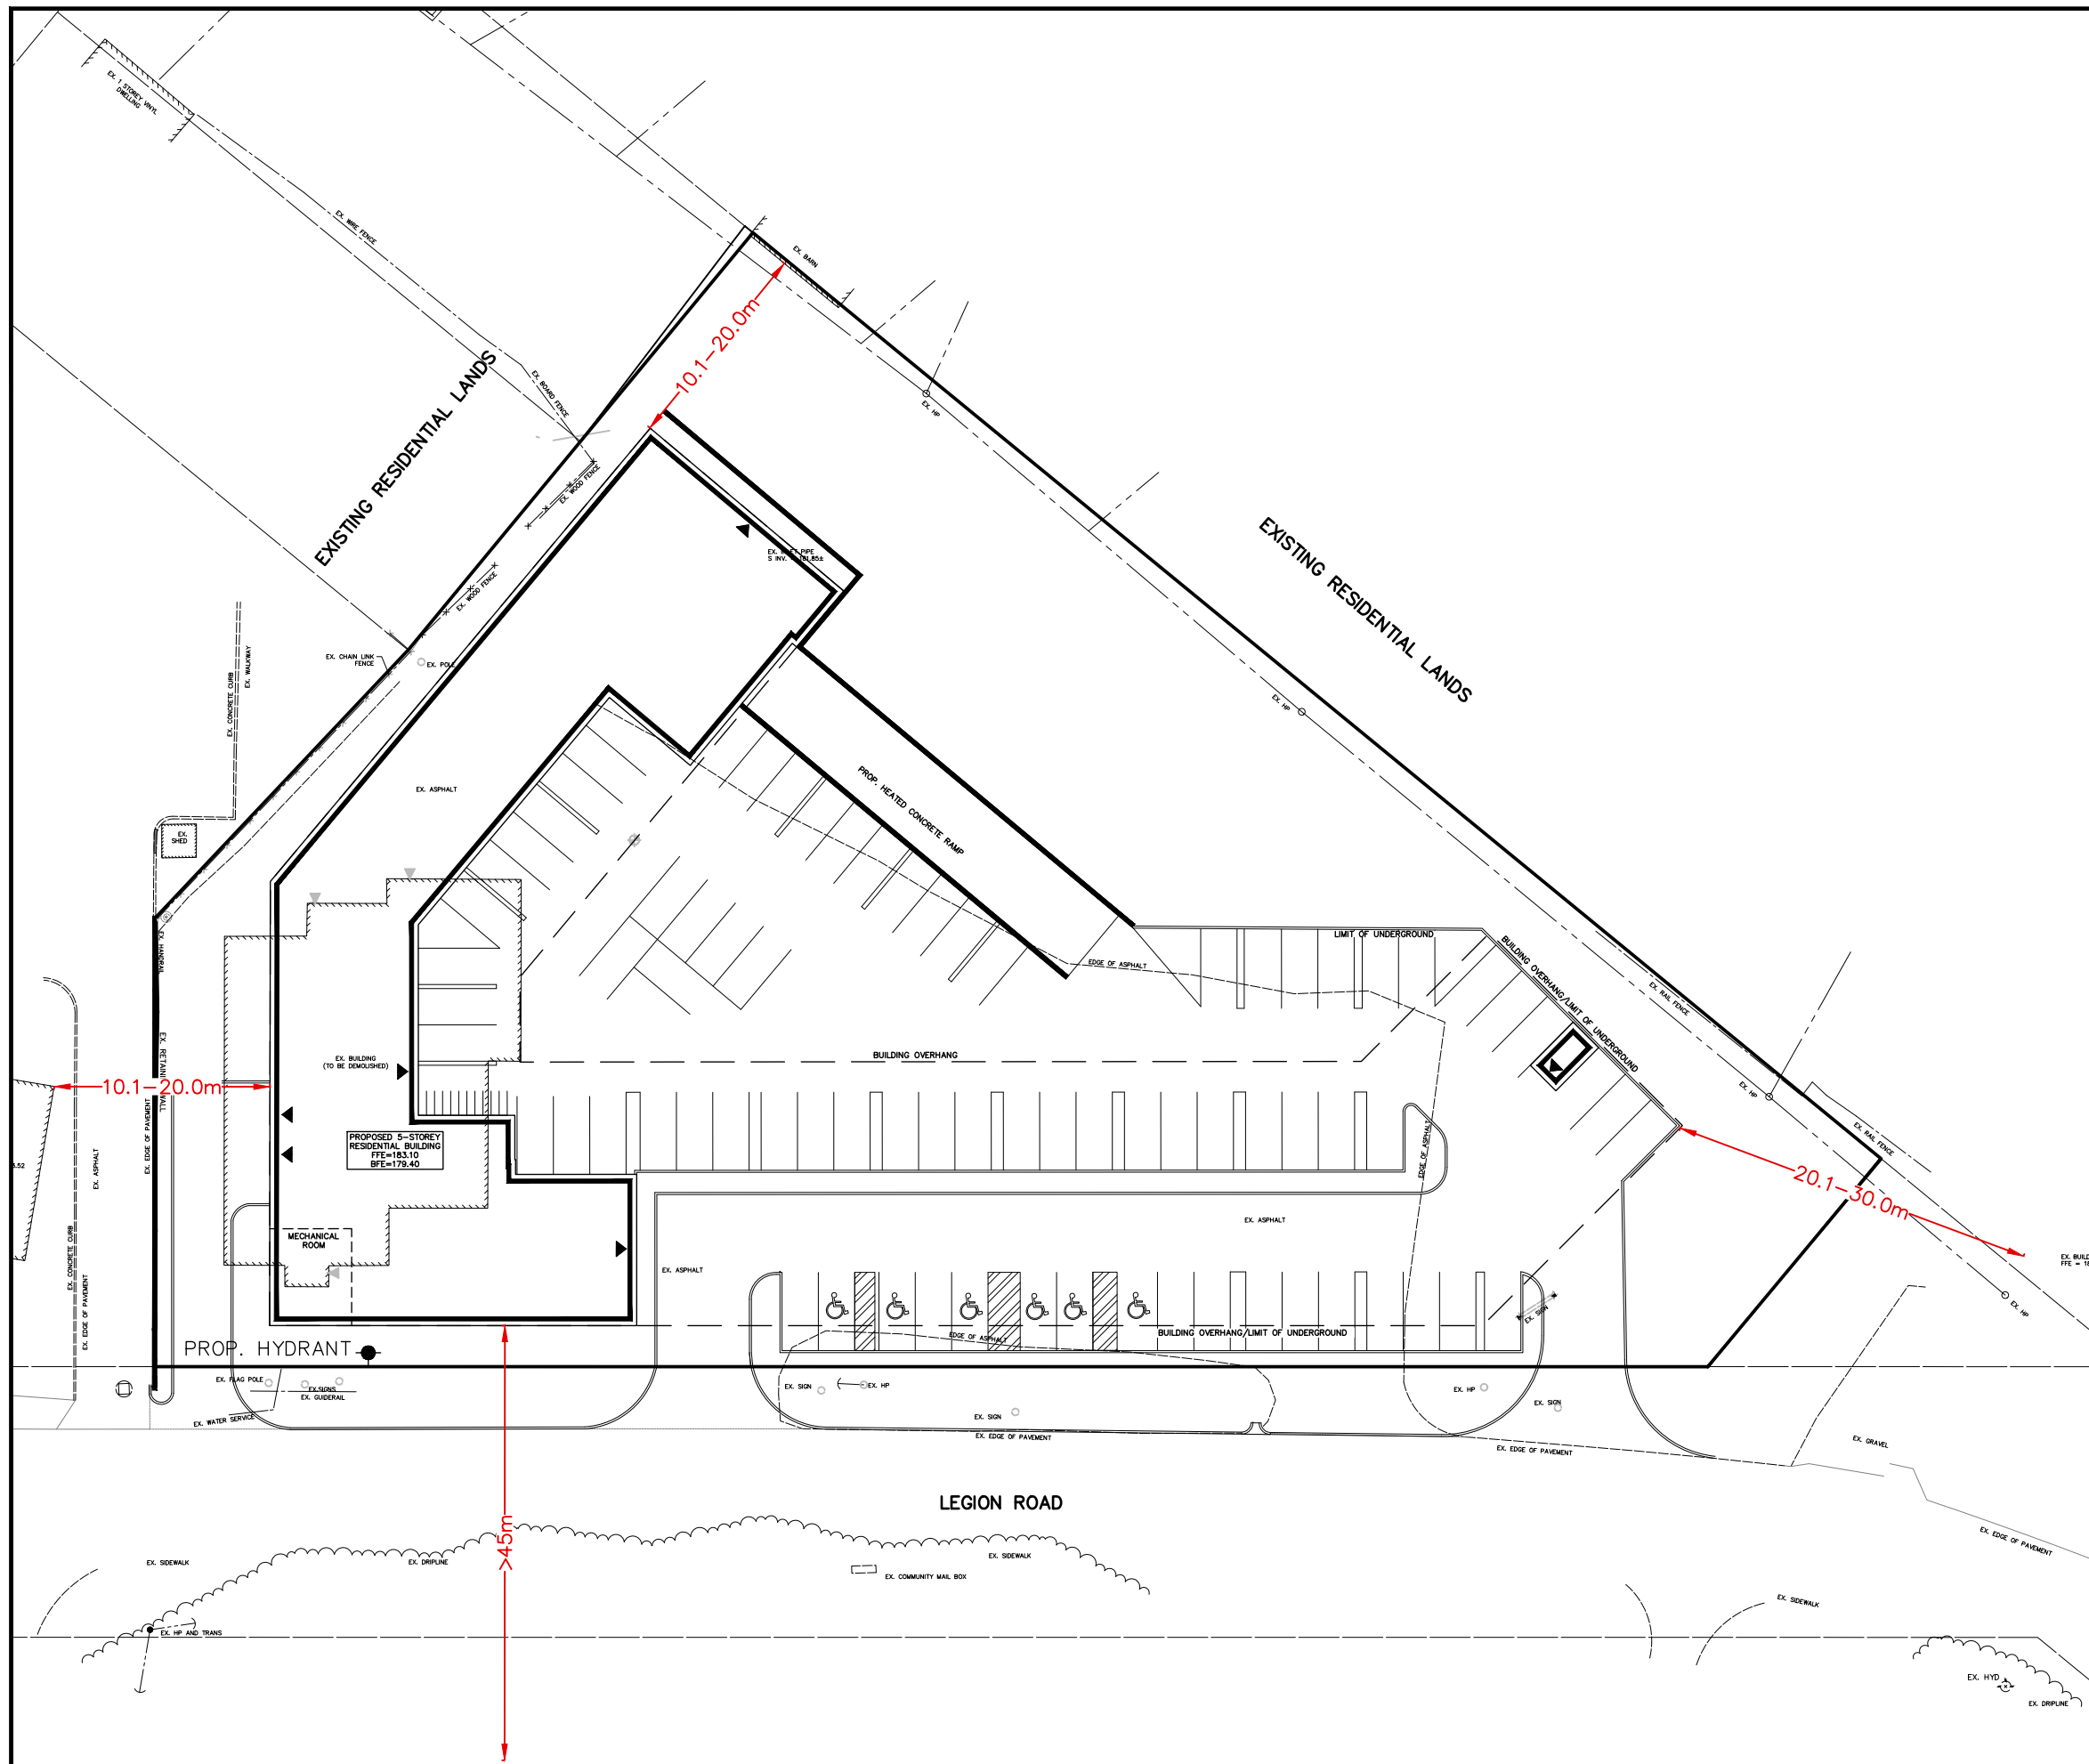 EX. 1 STOREY VINYL
DWELLING
EX. WIRE FENCE
EX. BARN
10.1-20.0m
EXISTING RESIDENTIAL LANDS
EX. BOARD FENCE
EX. HP
EX. WOOD FENCE
EX. WOOD FENCE
EXISTING RESIDENTIAL LANDS
S INV.
EX. CHAIN LINK
FENCE
EX. POLE
EX. WALKWAY
EX. CONCRETE CURB
EX. HP
EX. ASPHALT
PROP. HEATED CONCRETE RAMP
EX.
SHED
EX. HANDRAIL
LIMIT OF UNDERGROUND
EDGE OF ASPHALT
BUILDING OVERHANG/LIMIT OF UNDERGROUND
EX. RAIL FENCE
EX. BUILDING
(TO BE DEMOLISHED)
BUILDING OVERHANG
10.1-20.0m
EX. EDGE OF PAVEMENT
EX. HP
EX. RAIL FENCE
PROPOSED 5-STOREY
RESIDENTIAL BUILDING
FFE=183.10
BFE=179.40
EX. ASPHALT
EDGE OF ASPHALT
20.1-30.0m
EX. ASPHALT
MECHANICAL
ROOM
EX. ASPHALT
EX. CONCRETE CURB
EX. EDGE OF PAVEMENT
EX. HP
EX. SIGN
BUILDING OVERHANG/LIMIT OF UNDERGROUND
EDGE OF ASPHALT
PROP. HYDRANT
EX. FLAG POLE
EX.SIGNS
EX. GUIDERAIL
EX. WATER SERVICE
EX. SIGN
EX. HP
EX. SIGN
EX. HP
EX. SIGN
EX. EDGE OF PAVEMENT
EX. EDGE OF PAVEMENT
EX. GRAVEL
LEGION ROAD
>45m
EX. EDGE OF PAVEMENT
EX. SIDEWALK
EX. DRIPLINE
EX. SIDEWALK
EX. COMMUNITY MAIL BOX
EX. SIDEWALK
EX. HP AND TRANS
EX. HYD
EX. DRIPLINE